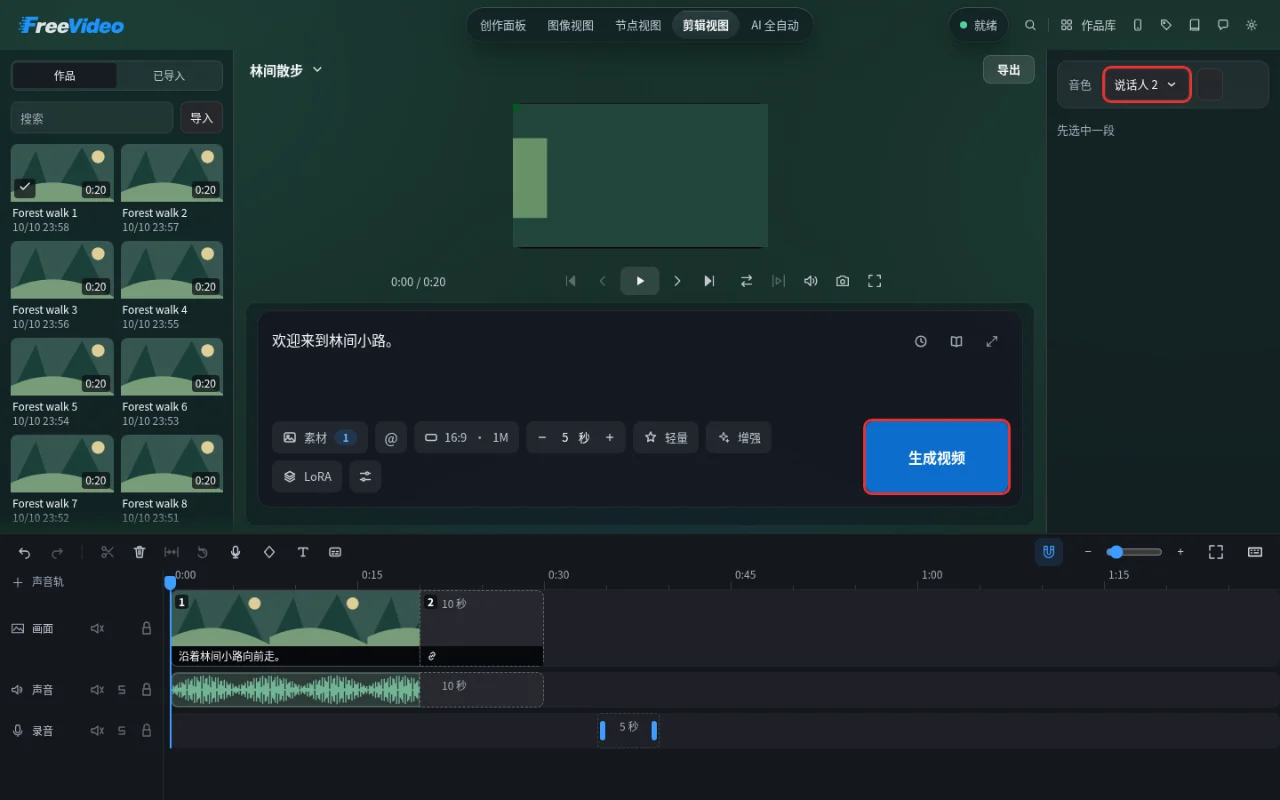 FreeVideo
创作面板 图像视图 节点视图 剪辑视图 AI 全自动
就绪
作品库
作品 已导入
搜索 导入
0:20 0:20
Forest walk 1 Forest walk 2
10/10 23:58 10/10 23:57
0:20 0:20
Forest walk 3 Forest walk 4
10/10 23:56 10/10 23:55
0:20 0:20
Forest walk 5 Forest walk 6
10/10 23:54 10/10 23:53
0:20 0:20
Forest walk 7 Forest walk 8
10/10 23:52 10/10 23:51
林间散步
导出
0:00 / 0:20
欢迎来到林间小路。
素材 1 @ 16:9 · 1M − 5 秒 + 轻量 增强
LoRA
生成视频
音色 说话人 2
先选中一段
声音轨
0:00 0:15 0:30 0:45 1:00 1:15
画面
1
2 10 秒
沿着林间小路向前走。
声音 S
10 秒
录音 S
5 秒